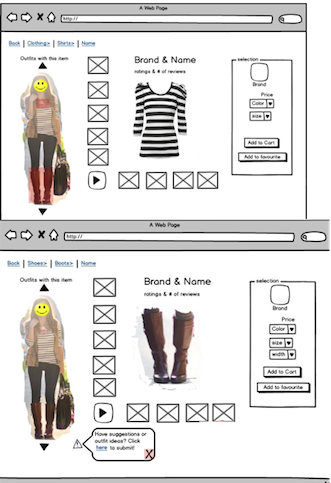 A Web Page
http://
Back | Clothing> | Shirts> | Name
Outfits with this item
Brand & Name
ratings & # of reviews
selection
Brand
Price
Color
size
Add to Cart
Add to favourite
A Web Page
http://
Back | Shoes> | Boots> | Name
Outfits with this item
Brand & Name
ratings & # of reviews
selection
Brand
Price
Color
size
width
Add to Cart
Add to favourite
Have suggestions or
outfit ideas? Click
here to submit!
X